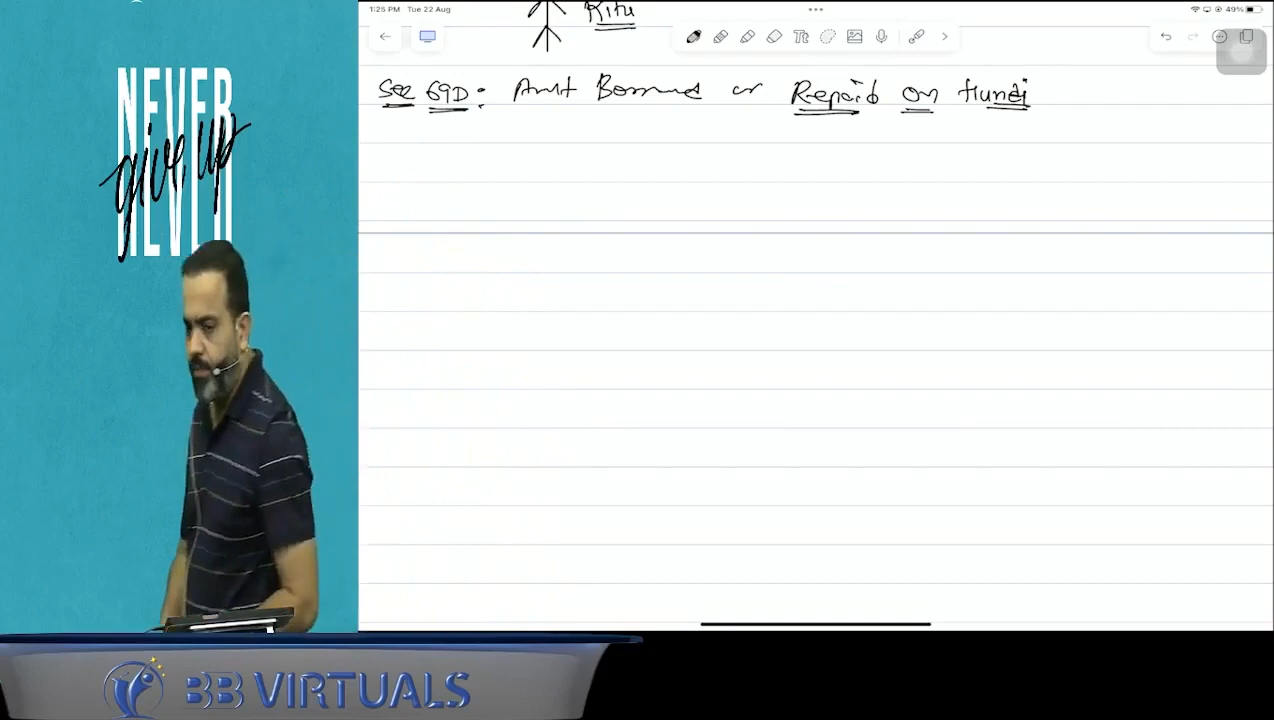 1:25 PM Tue 22 Aug
49%
Ritu
Sec 69D: Amt Borrowed or Repaid on Hundi
NEVER
give up
NEVER
BB VIRTUALS